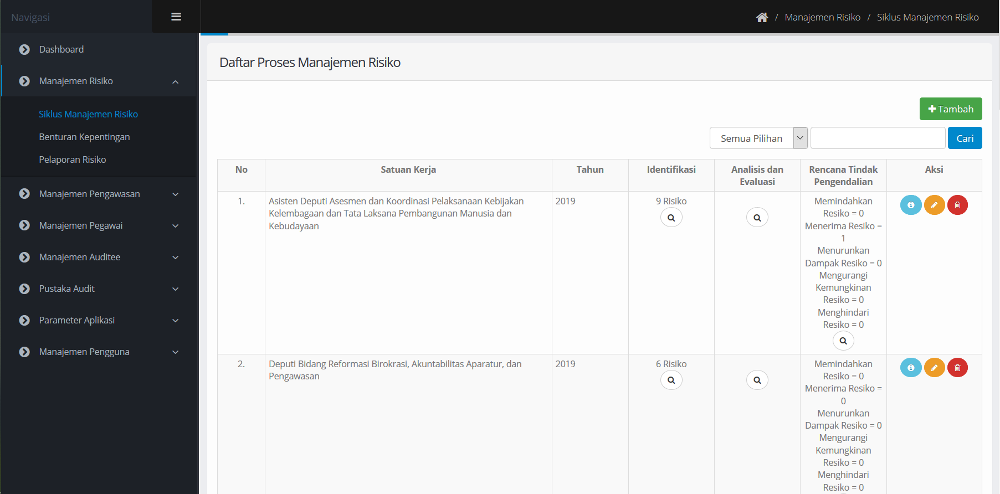 Navigasi
/ Manajemen Risiko / Siklus Manajemen Risiko
Dashboard
Manajemen Risiko
Siklus Manajemen Risiko
Benturan Kepentingan
Pelaporan Risiko
Manajemen Pengawasan
Manajemen Pegawai
Manajemen Auditee
Pustaka Audit
Parameter Aplikasi
Manajemen Pengguna
Daftar Proses Manajemen Risiko
Tambah
Semua Pilihan
Cari
No
Satuan Kerja
Tahun
Identifikasi
Analisis dan
Evaluasi
Rencana Tindak
Pengendalian
Aksi
1.
Asisten Deputi Asesmen dan Koordinasi Pelaksanaan Kebijakan
Kelembagaan dan Tata Laksana Pembangunan Manusia dan
Kebudayaan
2019
9 Risiko
Memindahkan
Resiko = 0
Menerima Resiko =
1
Menurunkan
Dampak Resiko = 0
Mengurangi
Kemungkinan
Resiko = 0
Menghindari
Resiko = 0
2.
Deputi Bidang Reformasi Birokrasi, Akuntabilitas Aparatur, dan
Pengawasan
2019
6 Risiko
Memindahkan
Resiko = 0
Menerima Resiko =
0
Menurunkan
Dampak Resiko = 0
Mengurangi
Kemungkinan
Resiko = 0
Menghindari
Resiko = 0